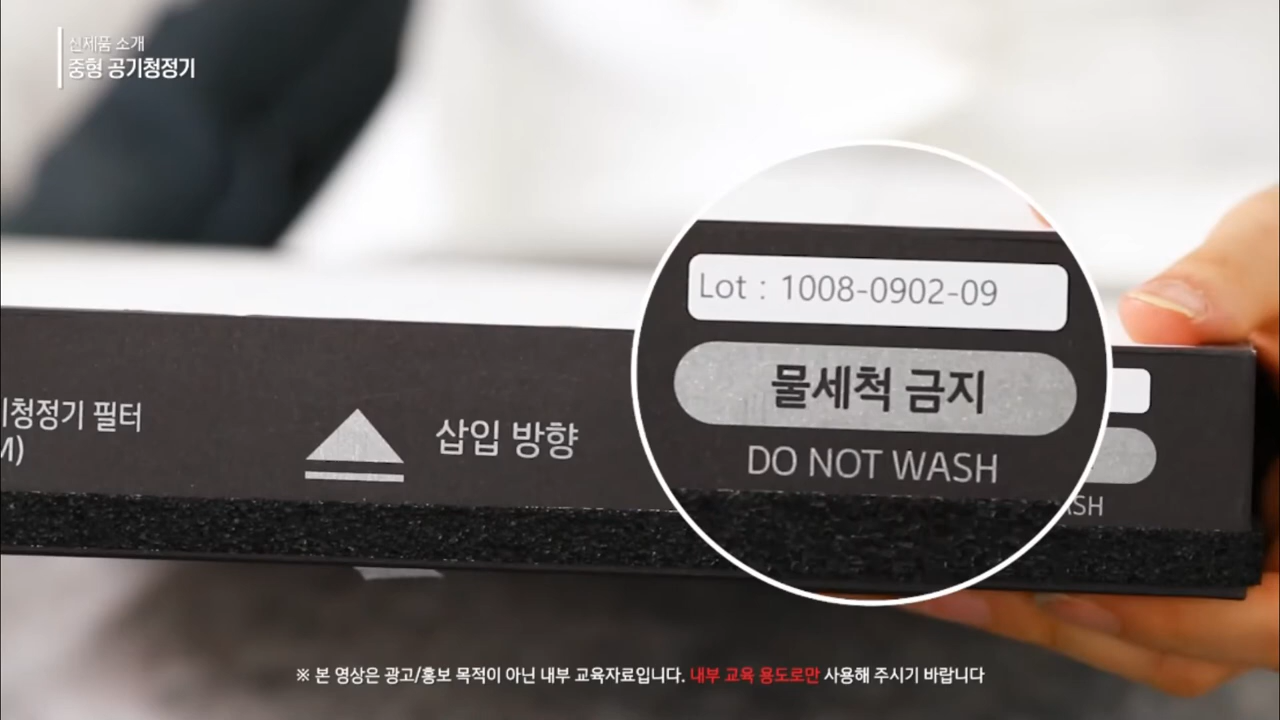 신제품 소개
중형 공기청정기
Lot : 1008-0902-09
물세척 금지
DO NOT WASH
청정기 필터
삽입 방향
M)
ASH
※ 본 영상은 광고/홍보 목적이 아닌 내부 교육자료입니다. 내부 교육 용도로만 사용해 주시기 바랍니다